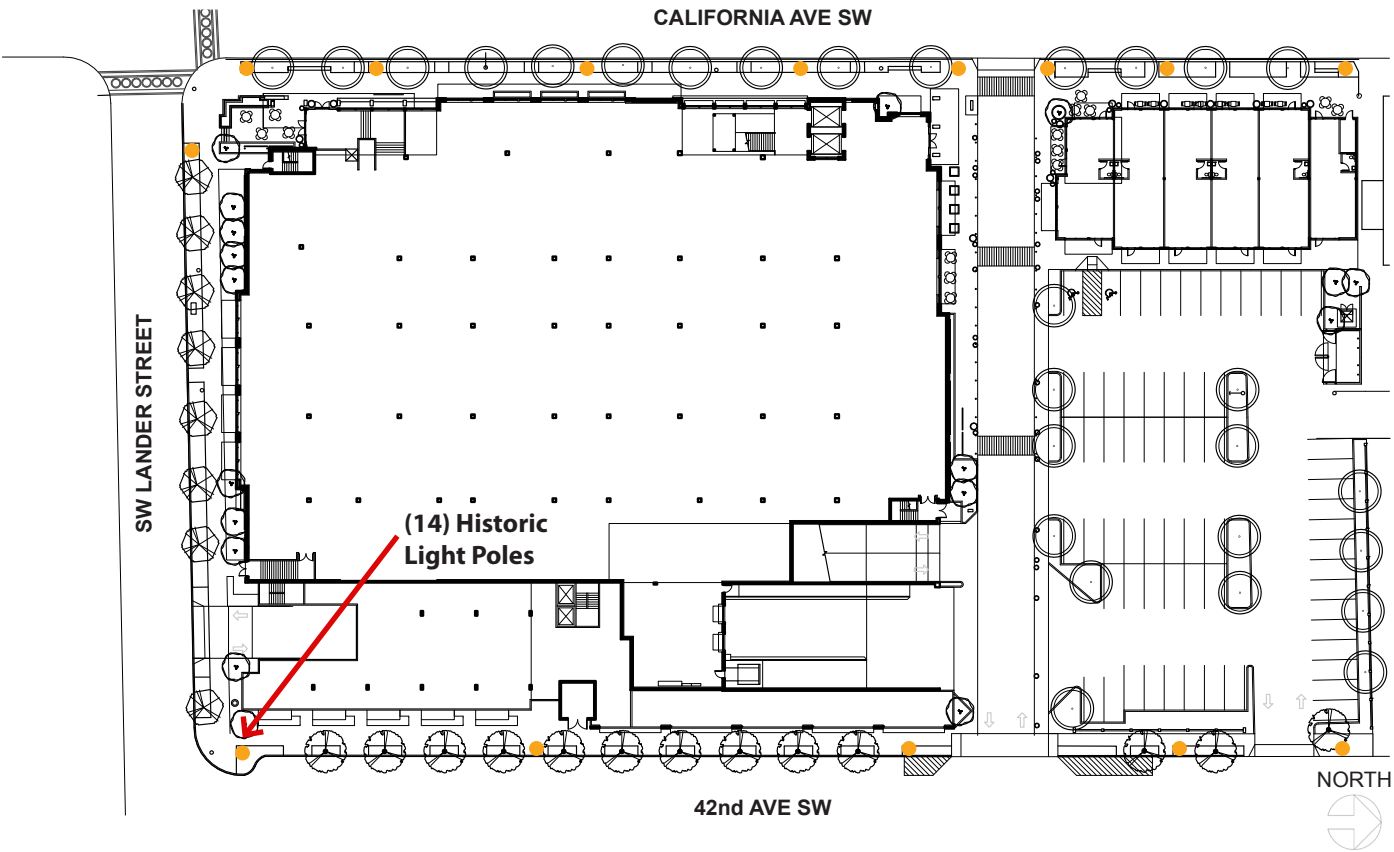 CALIFORNIA AVE SW
SW LANDER STREET
(14) Historic
Light Poles
42nd AVE SW
NORTH